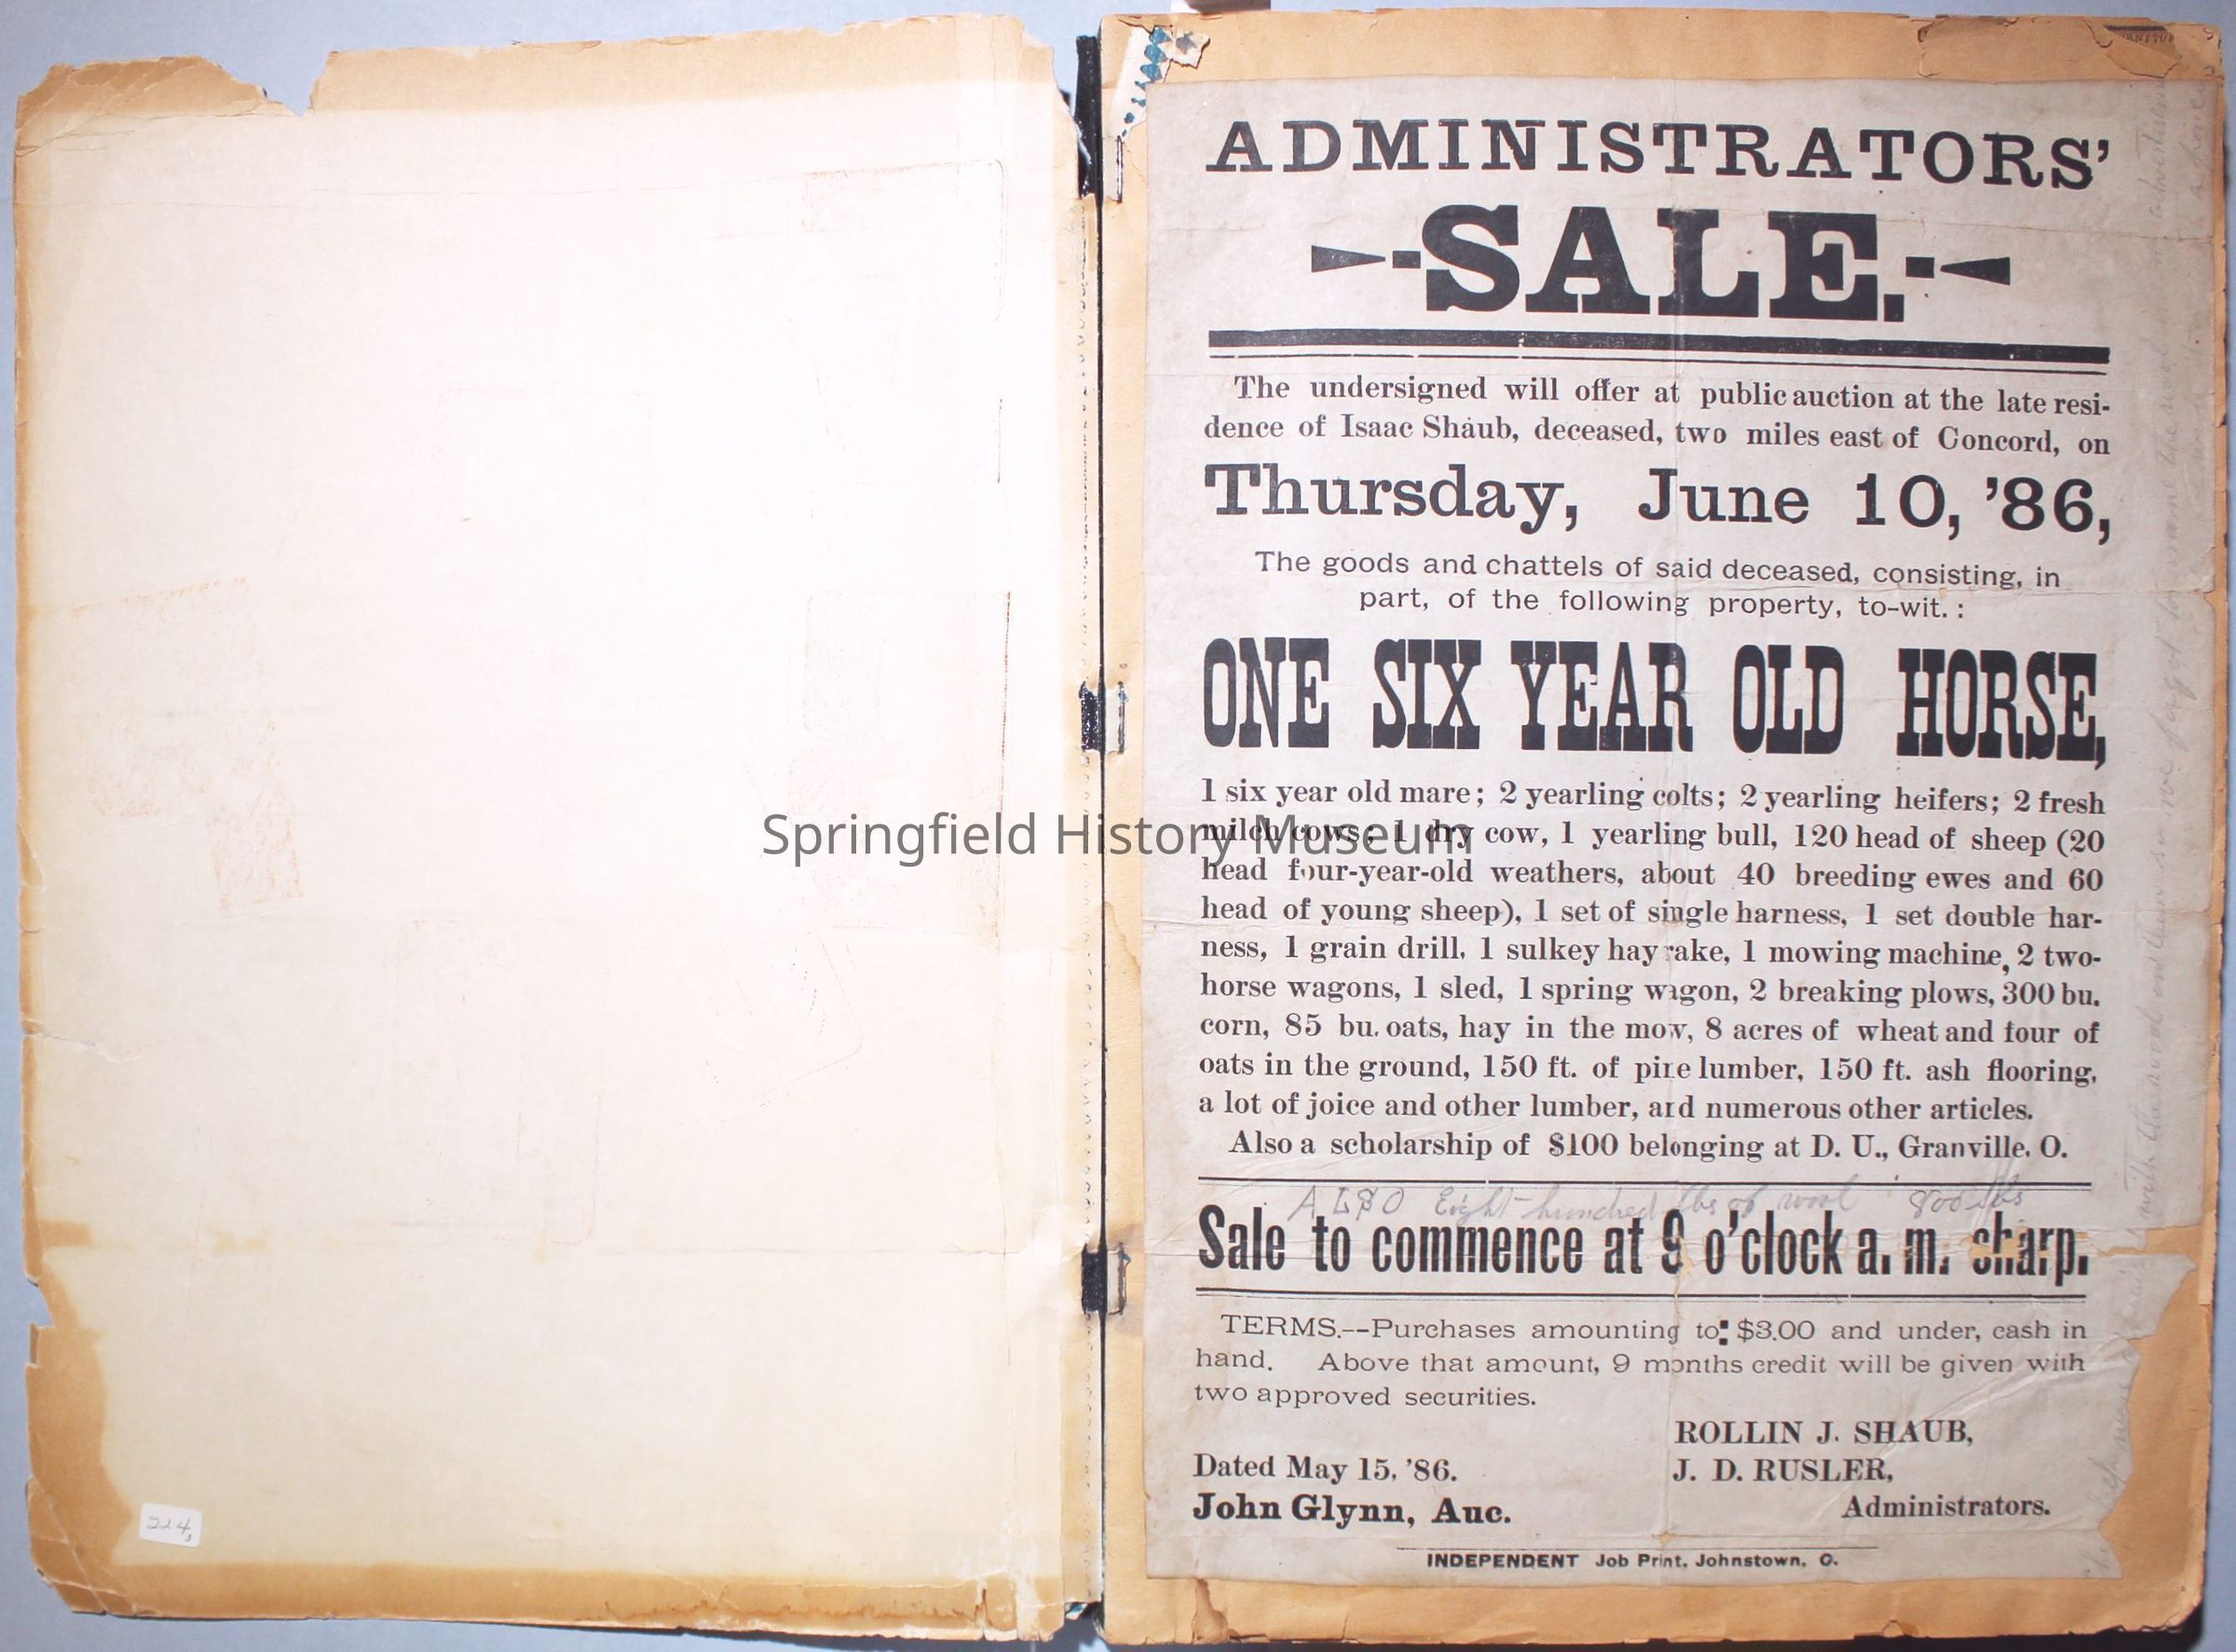 ADMINISTRATORS'
SALE.
The undersigned will offer at public auction at the late resi-
dence of Isaac Shaub, deceased, two miles east of Concord, on
Thursday, June 10, '86,
The goods and chattels of said deceased, consisting, in
part, of the following property, to-wit. :
ONE SIX YEAR OLD HORSE,
1 six year old mare; 2 yearling colts; 2 yearling heifers; 2 fresh
milch cows; 1 dry cow, 1 yearling bull, 120 head of sheep (20
head four-year-old weathers, about 40 breeding ewes and 60
head of young sheep), 1 set of single harness, 1 set double har-
ness, 1 grain drill, 1 sulkey hay rake, 1 mowing machine, 2 two-
horse wagons, 1 sled, 1 spring wagon, 2 breaking plows, 300 bu.
corn, 85 bu. oats, hay in the mow, 8 acres of wheat and four of
oats in the ground, 150 ft. of pine lumber, 150 ft. ash flooring,
a lot of joice and other lumber, and numerous other articles.
Also a scholarship of $100 belonging at D. U., Granville, O.
ALSO Eight hundred lbs of wool 800 lbs
Sale to commence at 9 o'clock a. m. sharp.
TERMS.--Purchases amounting to: $3.00 and under, cash in
hand. Above that amount, 9 months credit will be given with
two approved securities.
ROLLIN J. SHAUB,
Dated May 15, '86. J. D. RUSLER,
John Glynn, Auc. Administrators.
INDEPENDENT Job Print, Johnstown, O.
224
Springfield History Museum